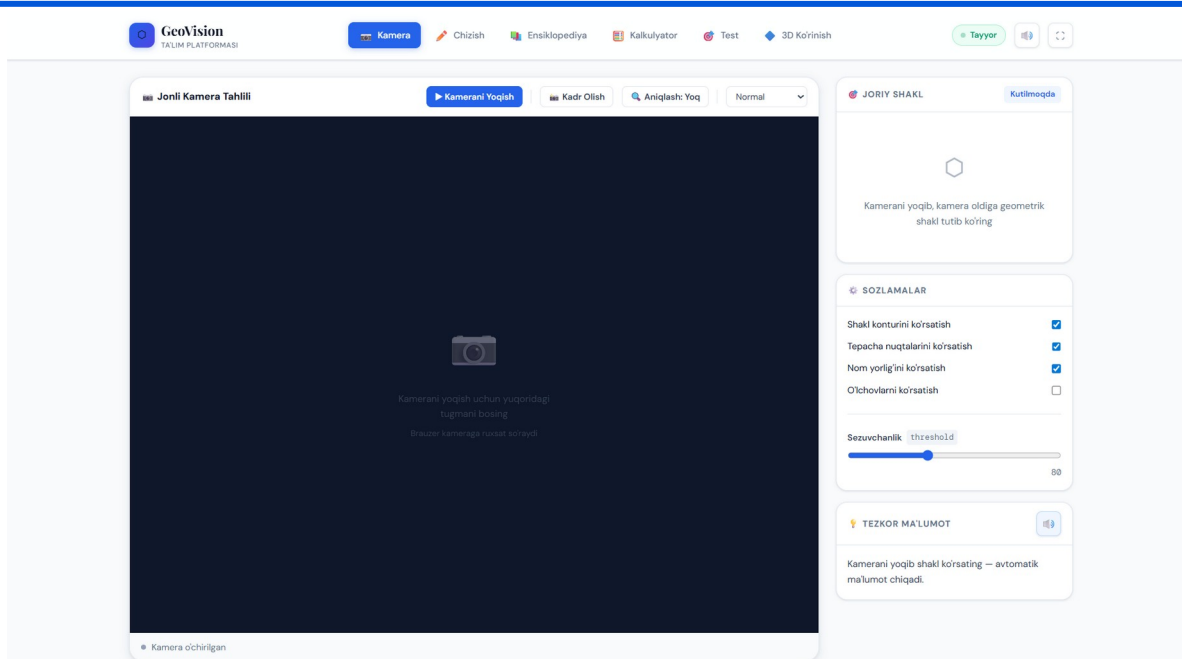 GeoVision
TA'LIM PLATFORMASI
Kamera
Chizish
Ensiklopediya
Kalkulyator
Test
3D Ko'rinish
Tayyor
Jonli Kamera Tahlili
Kamerani Yoqish
Kadr Olish
Aniqlash: Yoq
Normal
Kamerani yoqish uchun yuqoridagi
tugmani bosing
Brauzer kameraga ruxsat so'raydi
Kamera o'chirilgan
JORIY SHAKL
Kutilmoqda
Kamerani yoqib, kamera oldiga geometrik
shakl tutib ko'ring
SOZLAMALAR
Shakl konturini ko'rsatish
Tepacha nuqtalarini ko'rsatish
Nom yorlig'ini ko'rsatish
O'lchovlarni ko'rsatish
Sezuvchanlik threshold
80
TEZKOR MA'LUMOT
Kamerani yoqib shakl ko'rsating — avtomatik
ma'lumot chiqadi.